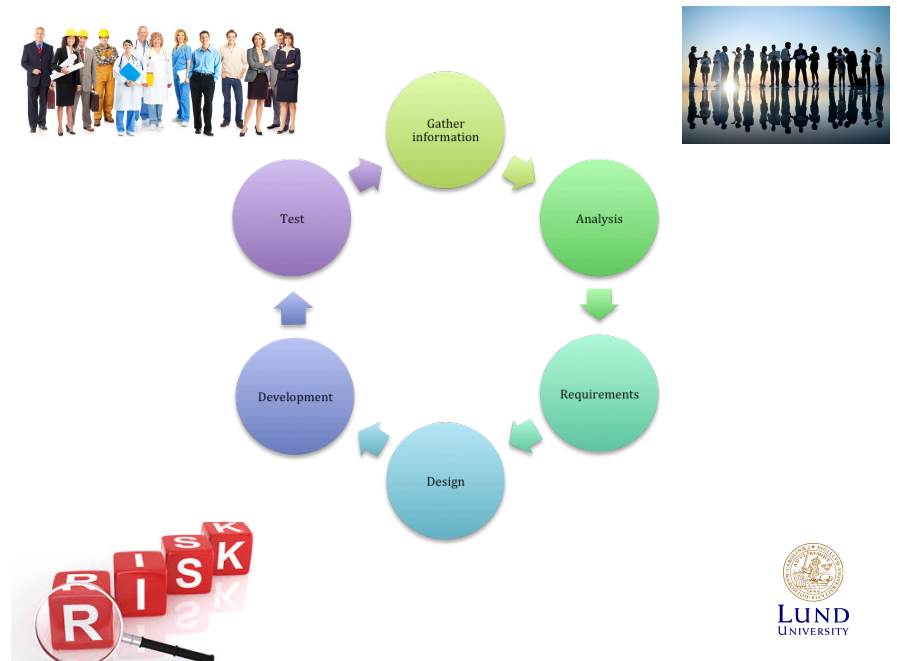 Gather
information
Test
Analysis
Development
Requirements
Design
RISK
LUND
UNIVERSITY